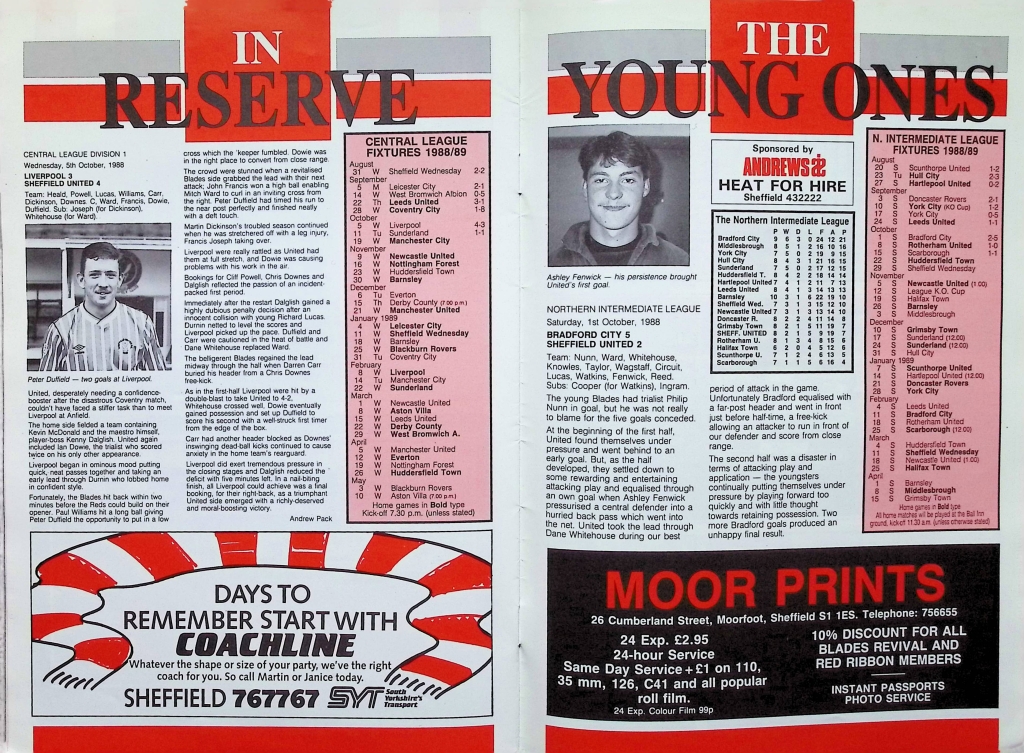 IN
RESERVE
CENTRAL LEAGUE DIVISION 1
Wednesday, 5th October, 1988
LIVERPOOL 3
SHEFFIELD UNITED 4
Team: Heald, Powell, Lucas, Williams, Carr,
Dickinson, Downes. C, Ward, Francis, Dowie,
Duffield. Sub: Joseph (for Dickinson),
Whitehouse (for Ward).
Peter Duffield — two goals at Liverpool.
United, desperately needing a confidence-
booster after the disastrous Coventry match,
couldn't have faced a stiffer task than to meet
Liverpool at Anfield.
The home side fielded a team containing
Kevin McDonald and the maestro himself,
player-boss Kenny Dalglish. United again
included Ian Dowie, the trialist who scored
twice on his only other appearance.
Liverpool began in ominous mood putting
quick, neat passes together and taking an
early lead through Durnin who lobbed home
in confident style.
Fortunately, the Blades hit back within two
minutes before the Reds could build on their
opener. Paul Williams hit a long ball giving
Peter Duffield the opportunity to put in a low
cross which the 'keeper fumbled. Dowie was
in the right place to convert from close range.
The crowd were stunned when a revitalised
Blades side grabbed the lead with their next
attack; John Francis won a high ball enabling
Mitch Ward to curl in an inviting cross from
the right. Peter Duffield had timed his run to
the near post perfectly and finished neatly
with a deft touch.
Martin Dickinson's troubled season continued
when he was stretchered off with a leg injury,
Francis Joseph taking over.
Liverpool were really rattled as United had
them at full stretch, and Dowie was causing
problems with his work in the air.
Bookings for Cliff Powell, Chris Downes and
Dalglish reflected the passion of an incident-
packed first period.
Immediately after the restart Dalglish gained a
highly dubious penalty decision after an
innocent collision with young Richard Lucas.
Durnin netted to level the scores and
Liverpool picked up the pace. Duffield and
Carr were cautioned in the heat of battle and
Dane Whitehouse replaced Ward.
The belligerent Blades regained the lead
midway through the half when Darren Carr
buried his header from a Chris Downes
free-kick.
As in the first-half Liverpool were hit by a
double-blast to take United to 4-2,
Whitehouse crossed well, Dowie eventually
gained possession and set up Duffield to
score his second with a well-struck first timer
from the edge of the box.
Carr had another header blocked as Downes'
inswinging dead-ball kicks continued to cause
anxiety in the home team's rearguard.
Liverpool did exert tremendous pressure in
the closing stages and Dalglish reduced the
deficit with five minutes left. In a nail-biting
finish, all Liverpool could achieve was a final
booking, for their right-back, as a triumphant
United side emerged with a richly-deserved
and moral-boosting victory.
Andrew Pack
CENTRAL LEAGUE
FIXTURES 1988/89
August
31 W Sheffield Wednesday 2-2
September
5 M Leicester City 2-1
14 W West Bromwich Albion 0-5
22 Th Leeds United 3-1
28 W Coventry City 1-8
October
5 W Liverpool 4-3
11 Tu Sunderland 1-1
19 W Manchester City
November
9 W Newcastle United
16 W Nottingham Forest
23 W Huddersfield Town
30 W Barnsley
December
6 Tu Everton
15 Th Derby County (7.00 p.m.)
21 W Manchester United
January 1989
4 W Leicester City
11 W Sheffield Wednesday
18 W Barnsley
25 W Blackburn Rovers
31 Tu Coventry City
February
8 W Liverpool
14 Tu Manchester City
22 W Sunderland
March
1 W Newcastle United
8 W Aston Villa
15 W Leeds United
22 W Derby County
29 W West Bromwich A.
April
5 W Manchester United
12 W Everton
19 W Nottingham Forest
26 W Huddersfield Town
May
3 W Blackburn Rovers
10 W Aston Villa (7.00 p.m.)
Home games in Bold type
Kick-off 7.30 p.m. (unless stated)
DAYS TO
REMEMBER START WITH
COACHLINE
Whatever the shape or size of your party, we've the right
coach for you. So call Martin or Janice today.
SHEFFIELD 767767 SYT South
Yorkshire's
Transport
THE
YOUNG ONES
Ashley Fenwick — his persistence brought
United's first goal.
NORTHERN INTERMEDIATE LEAGUE
Saturday, 1st October, 1988
BRADFORD CITY 5
SHEFFIELD UNITED 2
Team: Nunn, Ward, Whitehouse,
Knowles, Taylor, Wagstaff, Circuit,
Lucas, Watkins, Fenwick, Reed.
Subs: Cooper (for Watkins), Ingram.
The young Blades had trialist Philip
Nunn in goal, but he was not really
to blame for the five goals conceded.
At the beginning of the first half,
United found themselves under
pressure and went behind to an
early goal. But, as the half
developed, they settled down to
some rewarding and entertaining
attacking play and equalised through
an own goal when Ashley Fenwick
pressurised a central defender into a
hurried back pass which went into
the net. United took the lead through
Dane Whitehouse during our best
Sponsored by
ANDREWS
HEAT FOR HIRE
Sheffield 432222
The Northern Intermediate League
P W D L F A P
Bradford City 9 6 3 0 24 12 21
Middlesbrough 8 5 1 2 16 10 16
York City 7 5 0 2 19 9 15
Hull City 8 4 3 1 21 16 15
Sunderland 7 5 0 2 17 12 15
Huddersfield T. 8 4 2 2 18 14 14
Hartlepool United 7 4 1 2 11 7 13
Leeds United 8 4 1 3 14 13 13
Barnsley 10 3 1 6 22 19 10
Sheffield Wed. 7 3 1 3 15 12 10
Newcastle United 7 3 1 3 13 14 10
Doncaster R. 8 2 2 4 11 14 8
Grimsby Town 8 2 1 5 11 19 7
SHEFF. UNITED 8 2 1 5 9 19 7
Rotherham U. 8 1 3 4 8 15 6
Halifax Town 6 2 0 4 5 12 6
Scunthorpe U. 7 1 2 4 6 13 5
Scarborough 7 1 1 5 6 16 4
period of attack in the game.
Unfortunately Bradford equalised with
a far-post header and went in front
just before half-time, a free-kick
allowing an attacker to run in front of
our defender and score from close
range.
The second half was a disaster in
terms of attacking play and
application — the youngsters
continually putting themselves under
pressure by playing forward too
quickly and with little thought
towards retaining possession. Two
more Bradford goals produced an
unhappy final result.
N. INTERMEDIATE LEAGUE
FIXTURES 1988/89
August
20 S Scunthorpe United 1-2
23 Tu Hull City 2-3
27 S Hartlepool United 0-2
September
3 S Doncaster Rovers 2-1
10 S York City (KO Cup) 1-2
17 S York City 0-5
24 S Leeds United 1-1
October
1 S Bradford City 2-5
8 S Rotherham United 1-0
15 S Scarborough 1-1
22 S Huddersfield Town
29 S Sheffield Wednesday
November
5 S Newcastle United (1.00)
12 S League K.O. Cup
19 S Halifax Town
26 S Barnsley
3 S Middlesbrough
December
10 S Grimsby Town
17 S Sunderland (12.00)
24 S Sunderland (12.00)
31 S Hull City
January 1989
7 S Scunthorpe United
14 S Hartlepool United (12.00)
21 S Doncaster Rovers
28 S York City
February
4 S Leeds United
11 S Bradford City
18 S Rotherham United
25 S Scarborough (12.00)
March
4 S Huddersfield Town
11 S Sheffield Wednesday
18 S Newcastle United (1.00)
25 S Halifax Town
April
1 S Barnsley
8 S Middlesbrough
15 S Grimsby Town
Home games in Bold type
All home matches will be played at the Ball Inn
ground, kick-off 11.30 a.m. (unless otherwise stated)
MOOR PRINTS
26 Cumberland Street, Moorfoot, Sheffield S1 1ES. Telephone: 756655
24 Exp. £2.95
24-hour Service
Same Day Service + £1 on 110,
35 mm, 126, C41 and all popular
roll film.
24 Exp. Colour Film 99p
10% DISCOUNT FOR ALL
BLADES REVIVAL AND
RED RIBBON MEMBERS
INSTANT PASSPORTS
PHOTO SERVICE